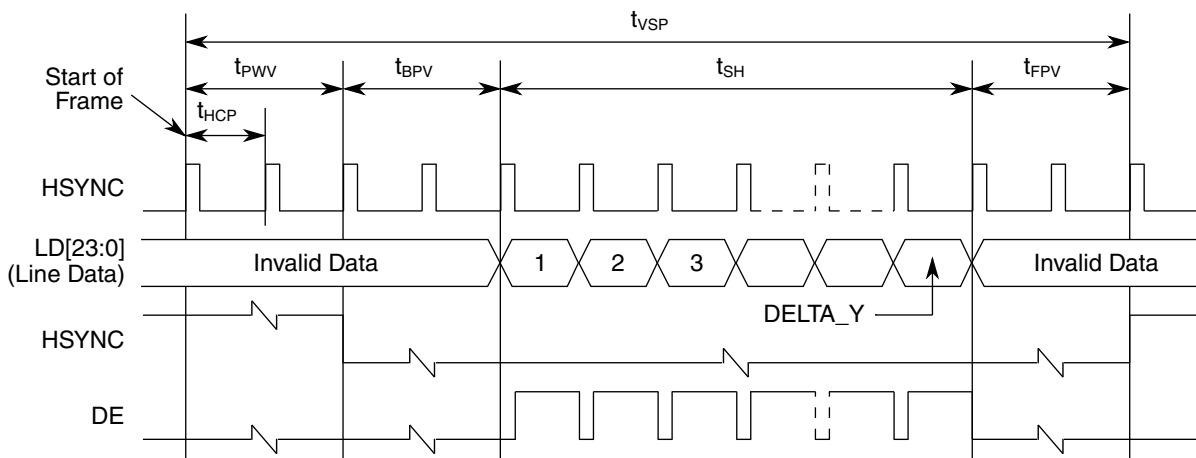 tVSP
tPWV
tBPV
tSH
tFPV
Start of
Frame
tHCP
HSYNC
LD[23:0]
(Line Data)
Invalid Data
1
2
3
Invalid Data
DELTA_Y
HSYNC
DE